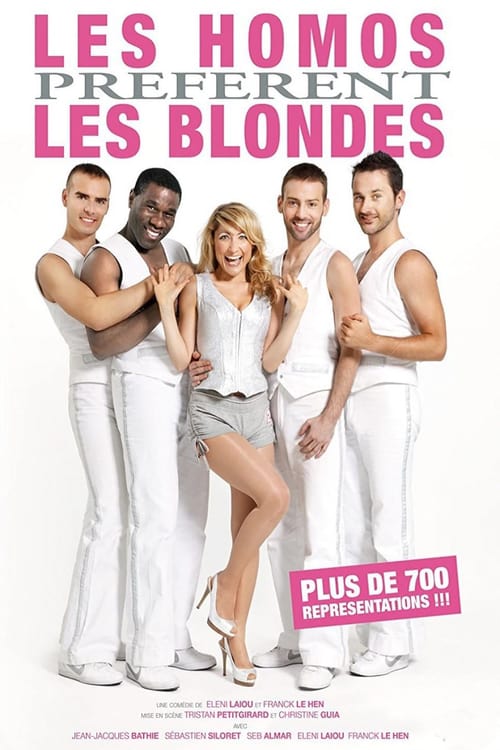 LES HOMOS
PREFERENT
LES BLONDES
PLUS DE 700
REPRESENTATIONS !!!
UNE COMÉDIE DE ELENI LAIOU ET FRANCK LE HEN
MISE EN SCÈNE TRISTAN PETITGIRARD ET CHRISTINE GUIA
AVEC
JEAN-JACQUES BATHIE SÉBASTIEN SILORET SEB ALMAR ELENI LAIOU FRANCK LE HEN